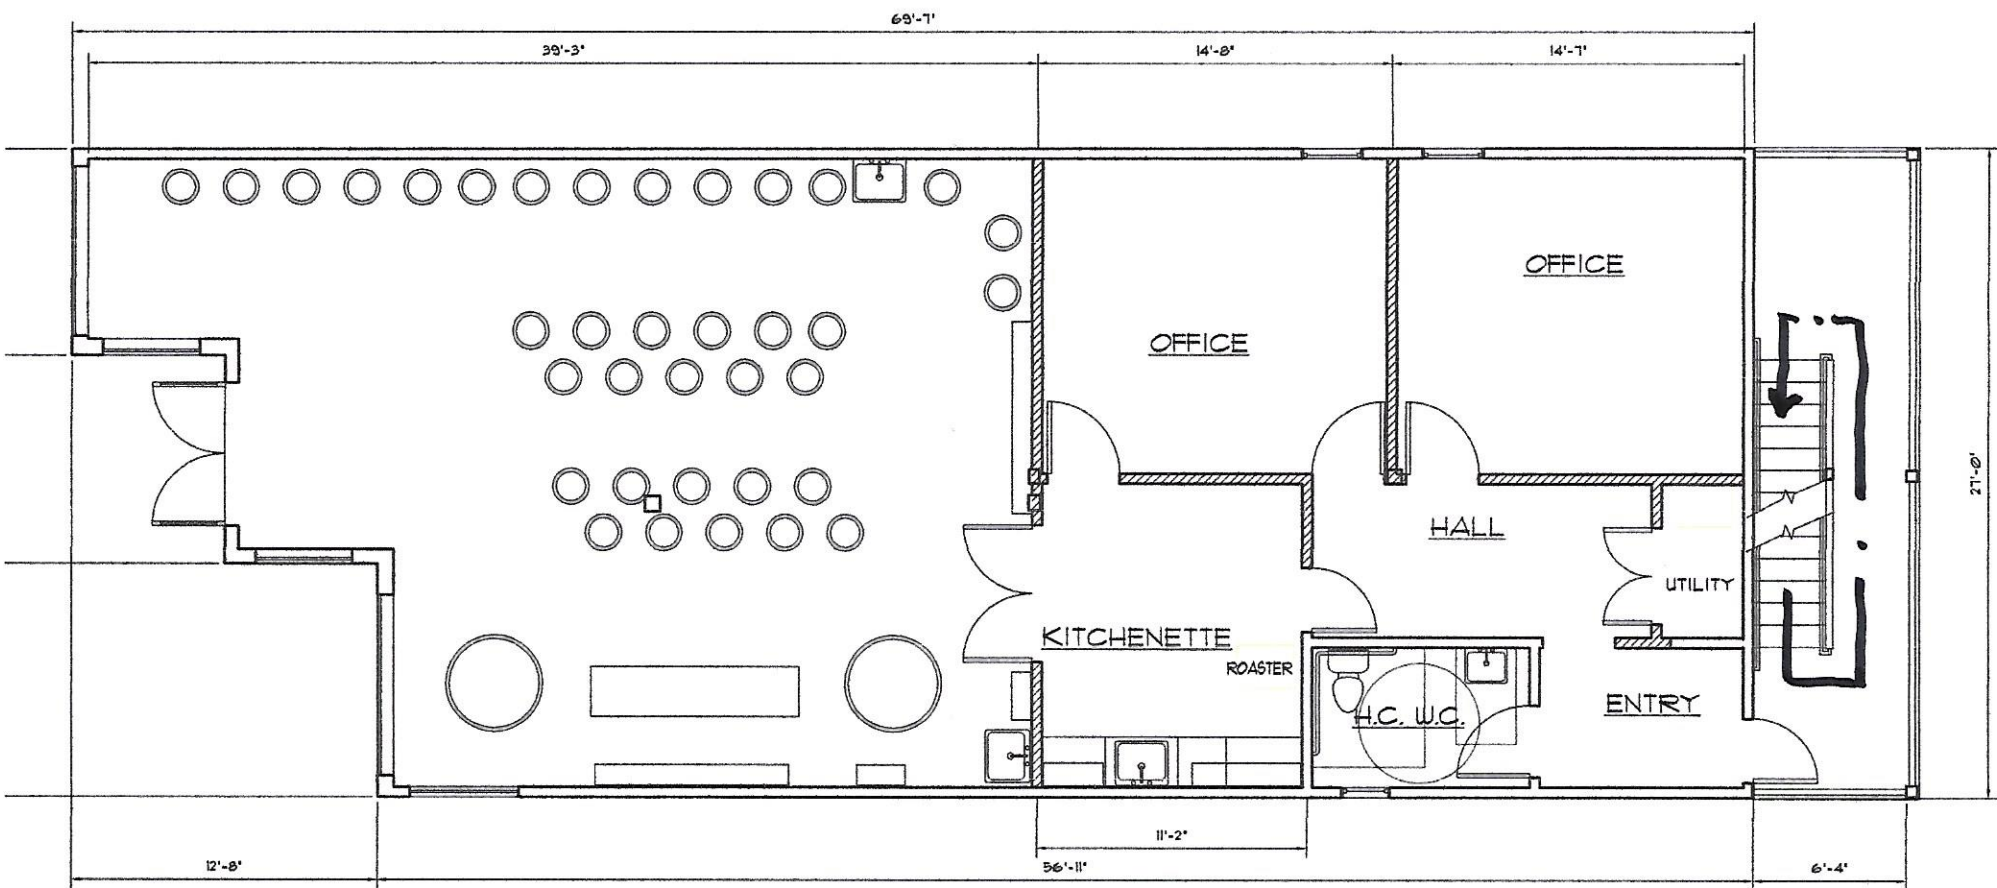 69'-7"
39'-3"
14'-8"
14'-7"
OFFICE
OFFICE
27'-0"
HALL
UTILITY
KITCHENETTE
ROASTER
ENTRY
H.C. W.C.
11'-2"
12'-8"
56'-11"
6'-4"